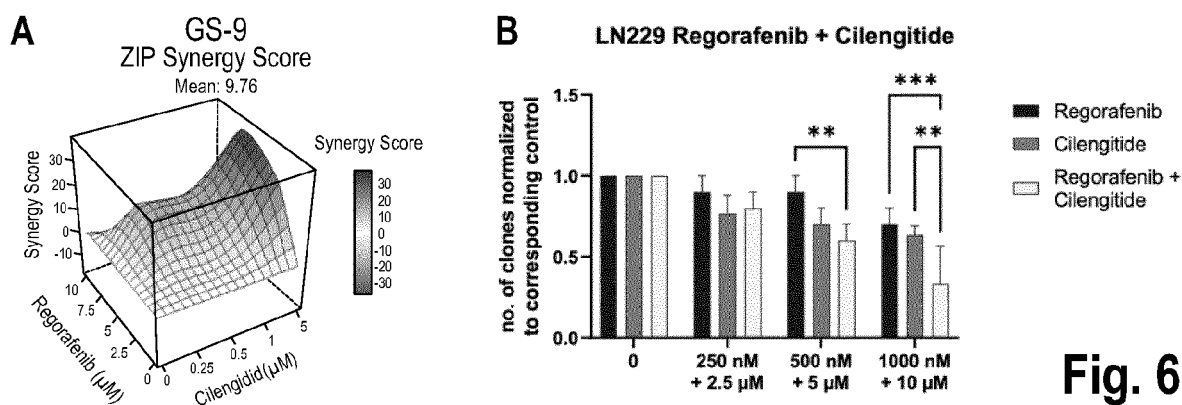 A
GS-9
ZIP Synergy Score
Mean: 9.76
Synergy Score
30
20
10
0
-10
10
7.5
5
2.5
0
Regorafenib (µM)
0
0.25
0.5
1
5
Cilengidid(µM)
Synergy Score
30
20
10
0
-10
-20
-30
B
LN229 Regorafenib + Cilengitide
no. of clones normalized
to corresponding control
1.5
1.0
0.5
0.0
**
***
**
0
250 nM
+ 2.5 µM
500 nM
+ 5 µM
1000 nM
+ 10 µM
Regorafenib
Cilengitide
Regorafenib +
Cilengitide
Fig. 6